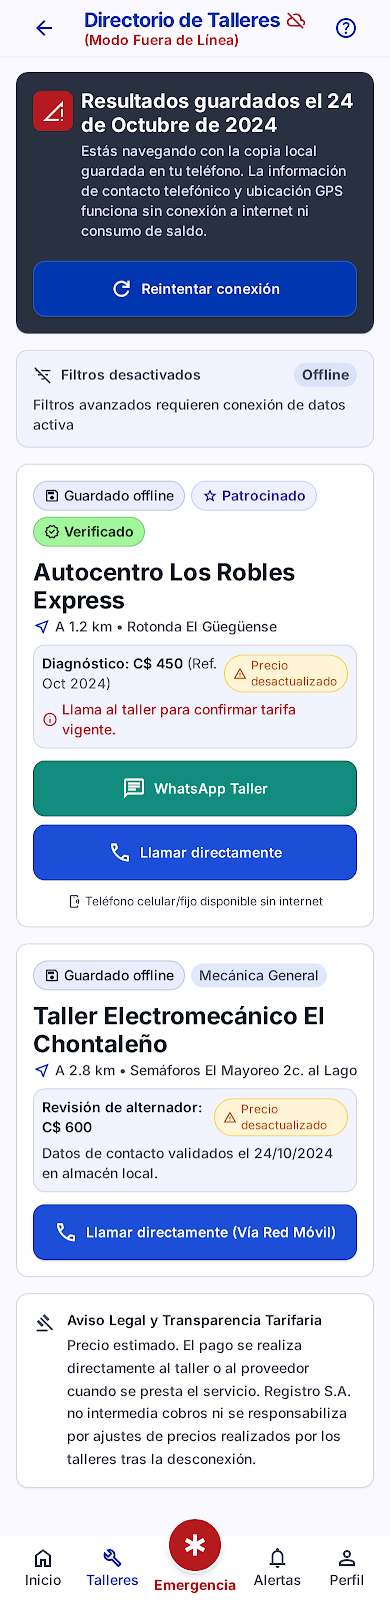 Directorio de Talleres
(Modo Fuera de Línea)
Resultados guardados el 24
de Octubre de 2024
Estás navegando con la copia local
guardada en tu teléfono. La información
de contacto telefónico y ubicación GPS
funciona sin conexión a internet ni
consumo de saldo.
Reintentar conexión
Filtros desactivados
Offline
Filtros avanzados requieren conexión de datos
activa
Guardado offline
Patrocinado
Verificado
Autocentro Los Robles
Express
A 1.2 km • Rotonda El Güegüense
Diagnóstico: C$ 450 (Ref.
Oct 2024)
Precio
desactualizado
Llama al taller para confirmar tarifa
vigente.
WhatsApp Taller
Llamar directamente
Teléfono celular/fijo disponible sin internet
Guardado offline
Mecánica General
Taller Electromecánico El
Chontaleño
A 2.8 km • Semáforos El Mayoreo 2c. al Lago
Revisión de alternador:
C$ 600
Precio
desactualizado
Datos de contacto validados el 24/10/2024
en almacén local.
Llamar directamente (Vía Red Móvil)
Aviso Legal y Transparencia Tarifaria
Precio estimado. El pago se realiza
directamente al taller o al proveedor
cuando se presta el servicio. Registro S.A.
no intermedia cobros ni se responsabiliza
por ajustes de precios realizados por los
talleres tras la desconexión.
Inicio
Talleres
Emergencia
Alertas
Perfil